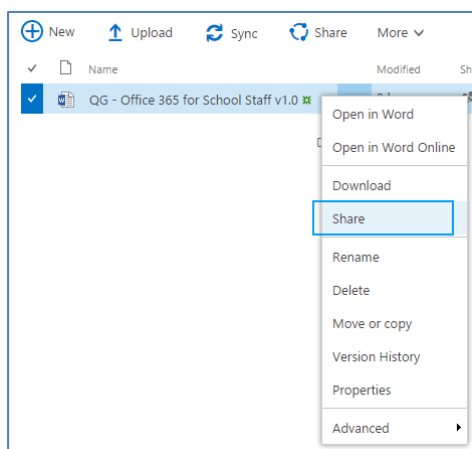 New Upload Sync Share More
Name Modified Sh
QG - Office 365 for School Staff v1.0
Open in Word
Open in Word Online
Download
Share
Rename
Delete
Move or copy
Version History
Properties
Advanced